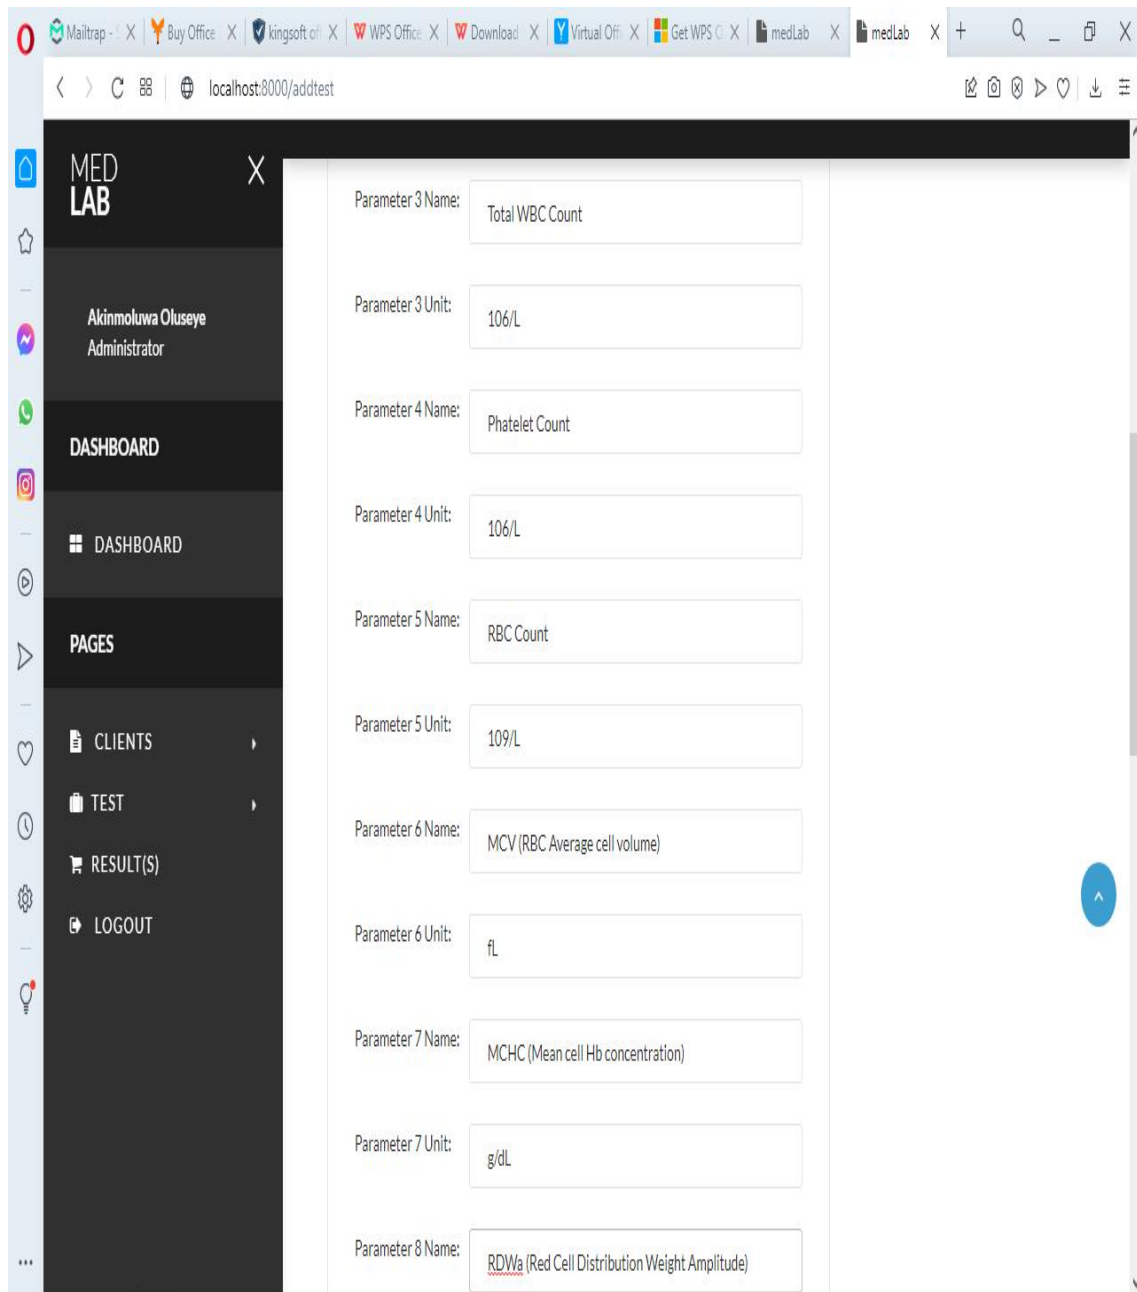 Mailtrap -
Buy Office
kingsoft of
WPS Office
Download
Virtual Offi
Get WPS O
medLab
medLab
localhost:8000/addtest
MED
LAB
Akinmoluwa Oluseye
Administrator
DASHBOARD
DASHBOARD
PAGES
CLIENTS
TEST
RESULT(S)
LOGOUT
Parameter 3 Name: Total WBC Count
Parameter 3 Unit: 106/L
Parameter 4 Name: Phatelet Count
Parameter 4 Unit: 106/L
Parameter 5 Name: RBC Count
Parameter 5 Unit: 109/L
Parameter 6 Name: MCV (RBC Average cell volume)
Parameter 6 Unit: fL
Parameter 7 Name: MCHC (Mean cell Hb concentration)
Parameter 7 Unit: g/dL
Parameter 8 Name: RDWa (Red Cell Distribution Weight Amplitude)